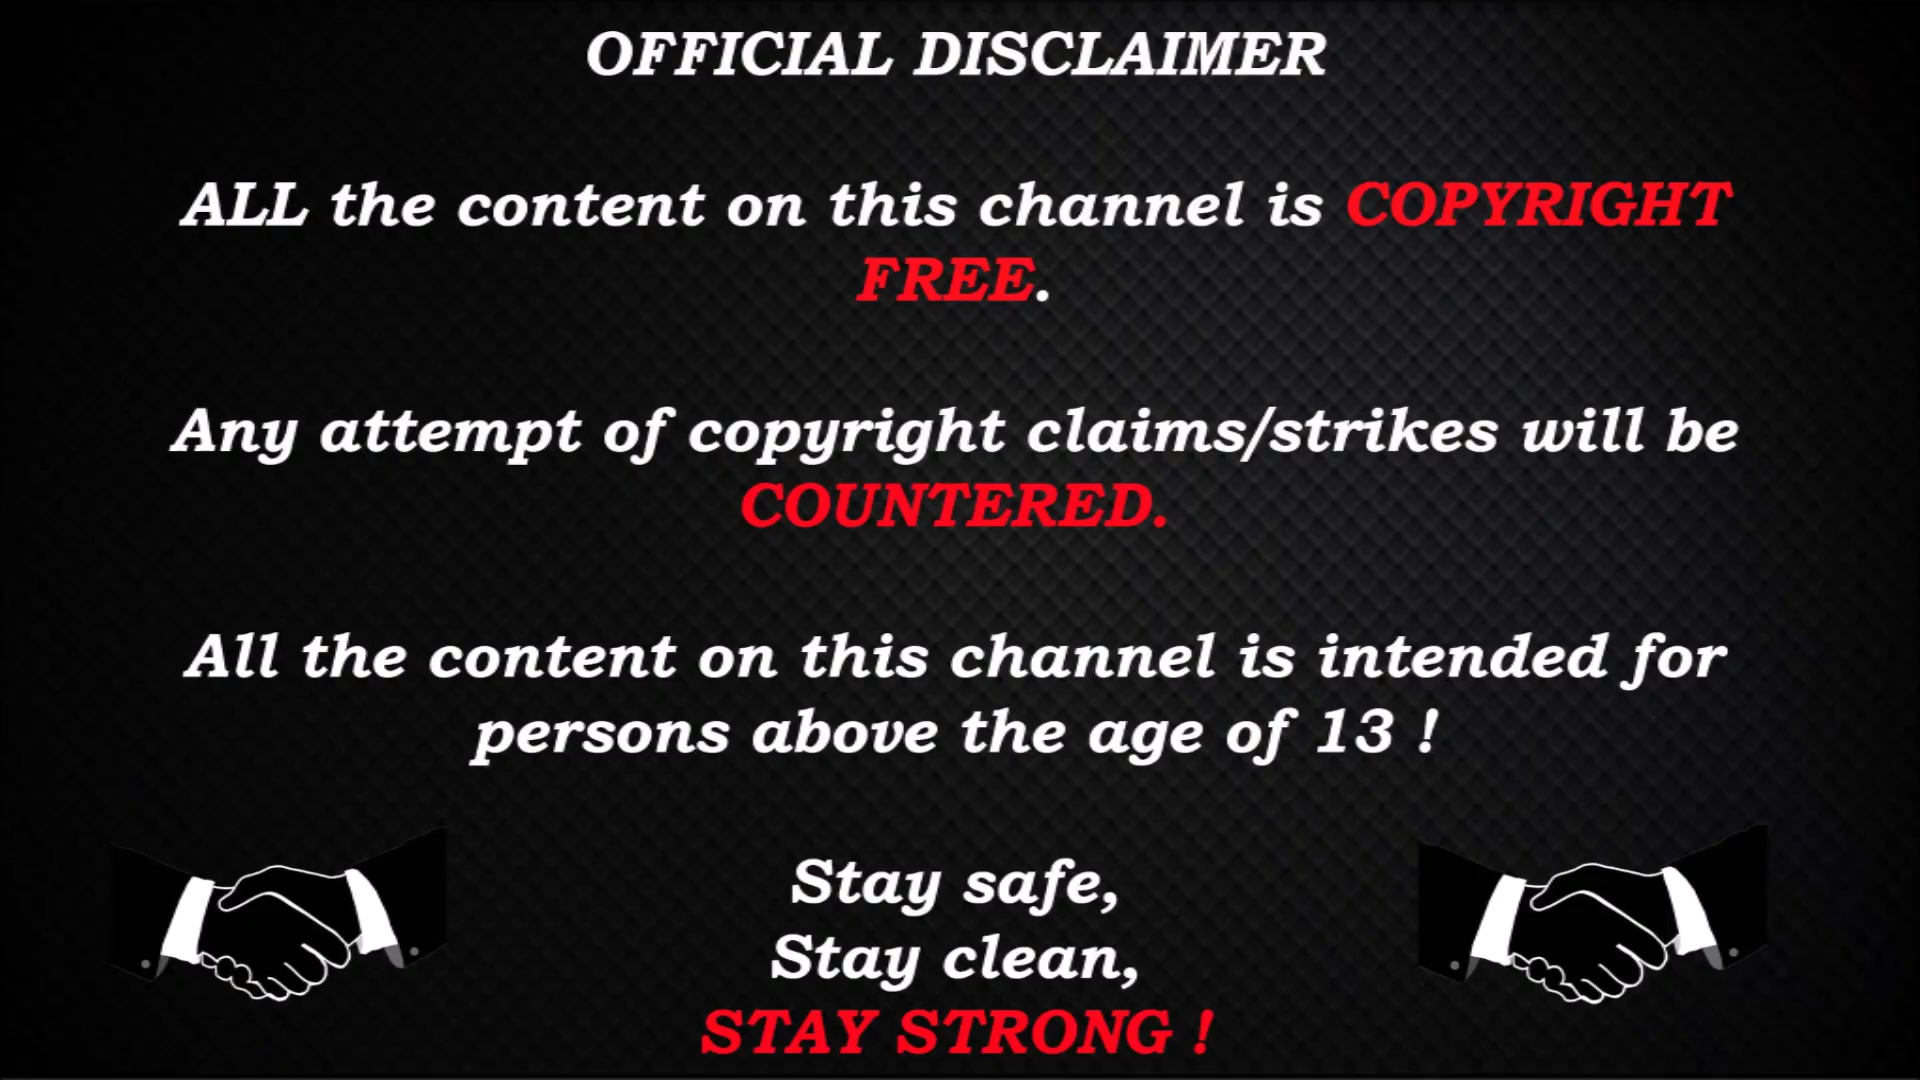 OFFICIAL DISCLAIMER
ALL the content on this channel is COPYRIGHT
FREE.
Any attempt of copyright claims/strikes will be
COUNTERED.
All the content on this channel is intended for
persons above the age of 13 !
Stay safe,
Stay clean,
STAY STRONG !